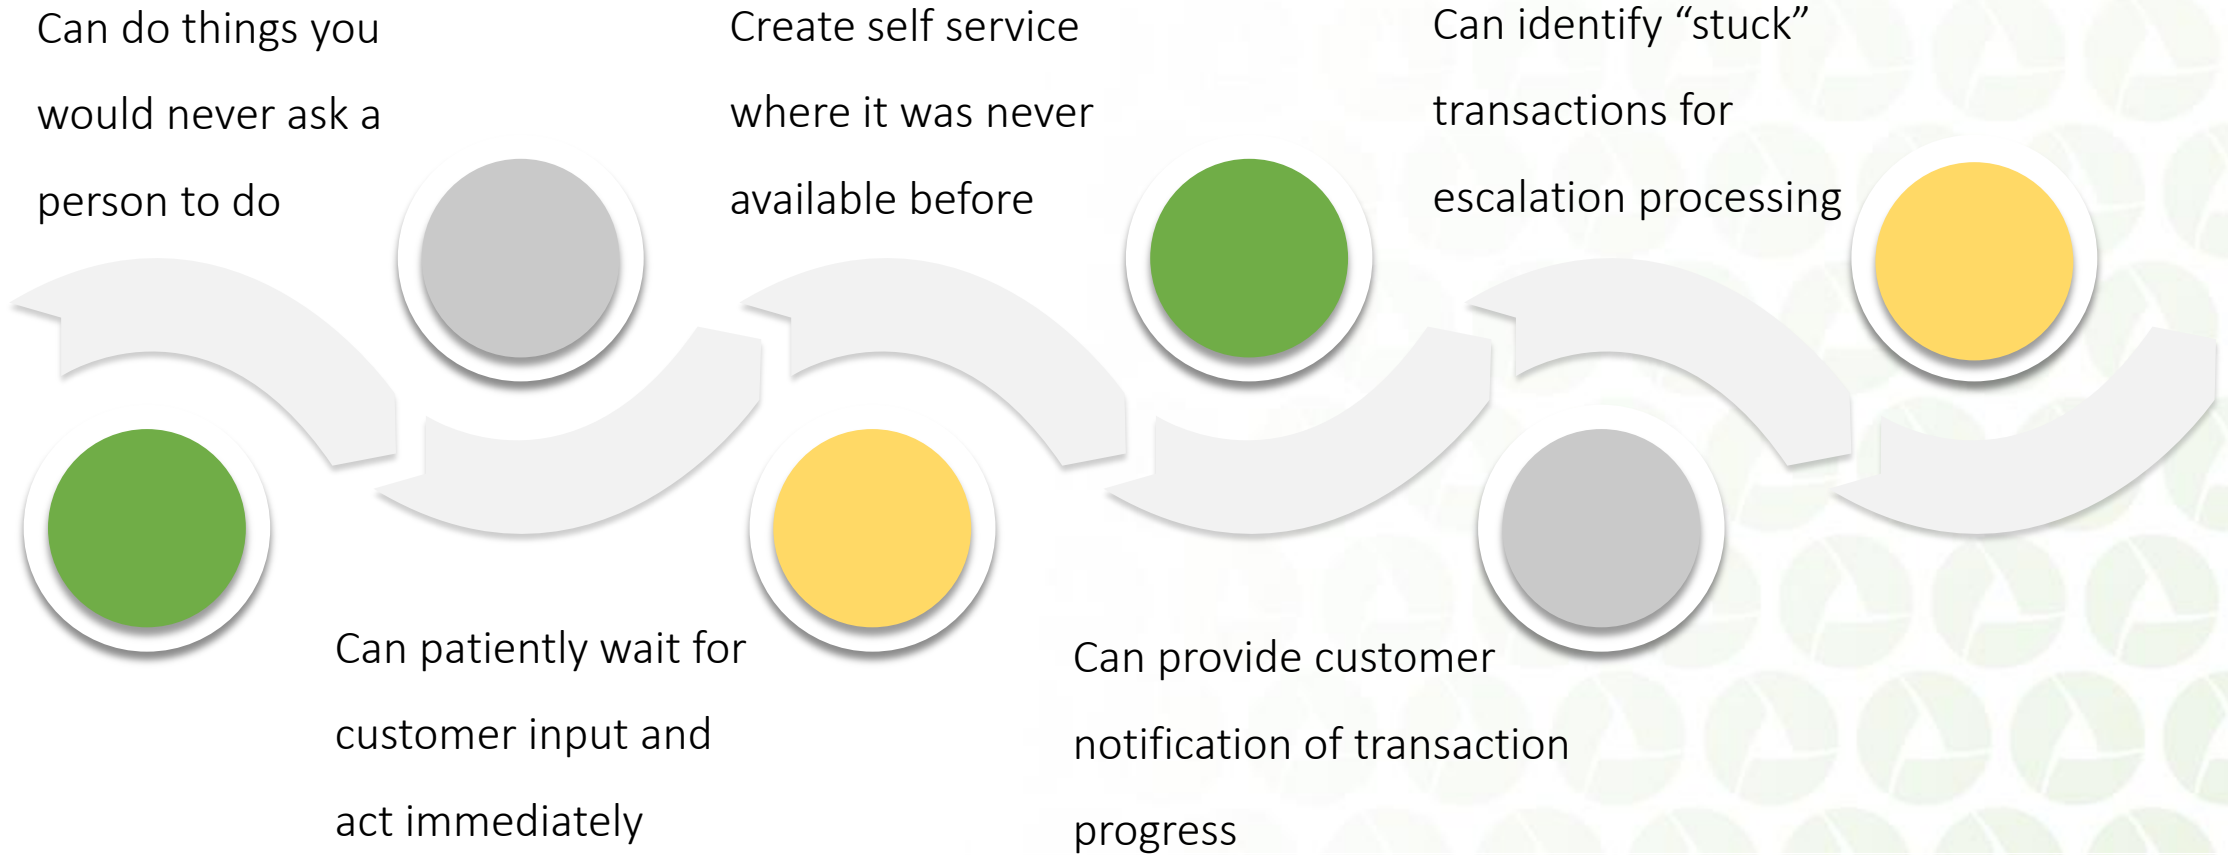 Can do things you
would never ask a
person to do
Can patiently wait for
customer input and
act immediately
Create self service
where it was never
available before
Can provide customer
notification of transaction
progress
Can identify “stuck”
transactions for
escalation processing